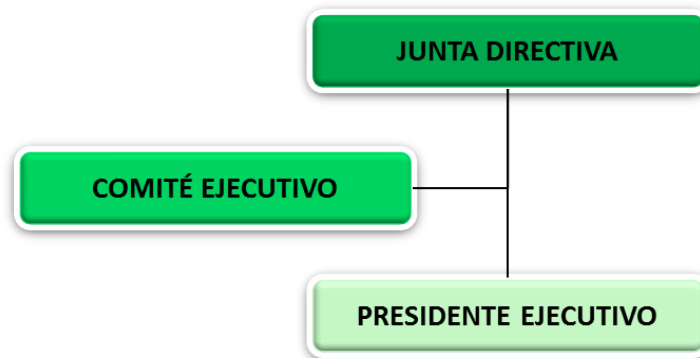 JUNTA DIRECTIVA
COMITÉ EJECUTIVO
PRESIDENTE EJECUTIVO